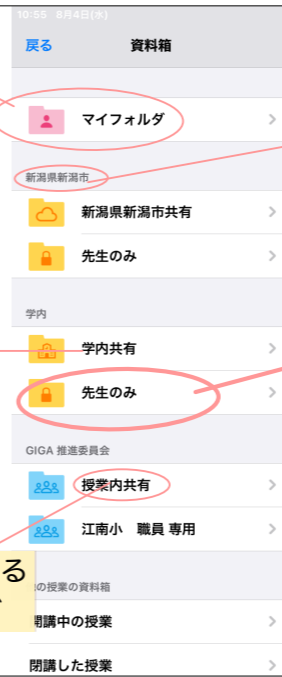 10:55 8月4日(水)
戻る 資料箱
マイフォルダ
新潟県新潟市
新潟県新潟市共有
先生のみ
学内
学内共有
先生のみ
GIGA 推進委員会
授業内共有
江南小 職員 専用
る
の授業の資料箱
開講中の授業
閉講した授業